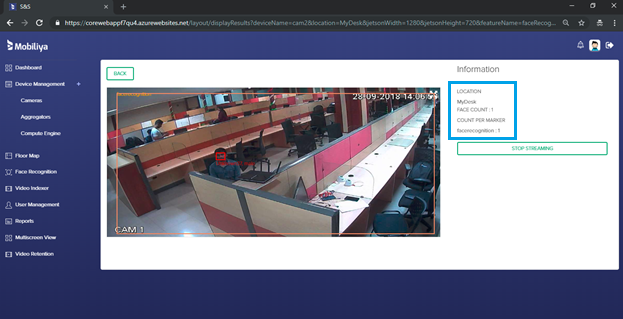 S&S
https://corewebappf7qu4.azurewebsites.net/layout/displayResults?deviceName=cam2&location=MyDesk&jetsonWidth=1280&jetsonHeight=720&featureName=faceRecog...
Mobiliya
Dashboard
Device Management +
Cameras
Aggregators
Compute Engine
Floor Map
Face Recognition
Video Indexer
User Management
Reports
Multiscreen View
Video Retention
BACK
facerecognition
28-09-2018 14:06:5
CAM 1
Information
LOCATION
MyDesk
FACE COUNT : 1
COUNT PER MARKER
facerecognition : 1
STOP STREAMING